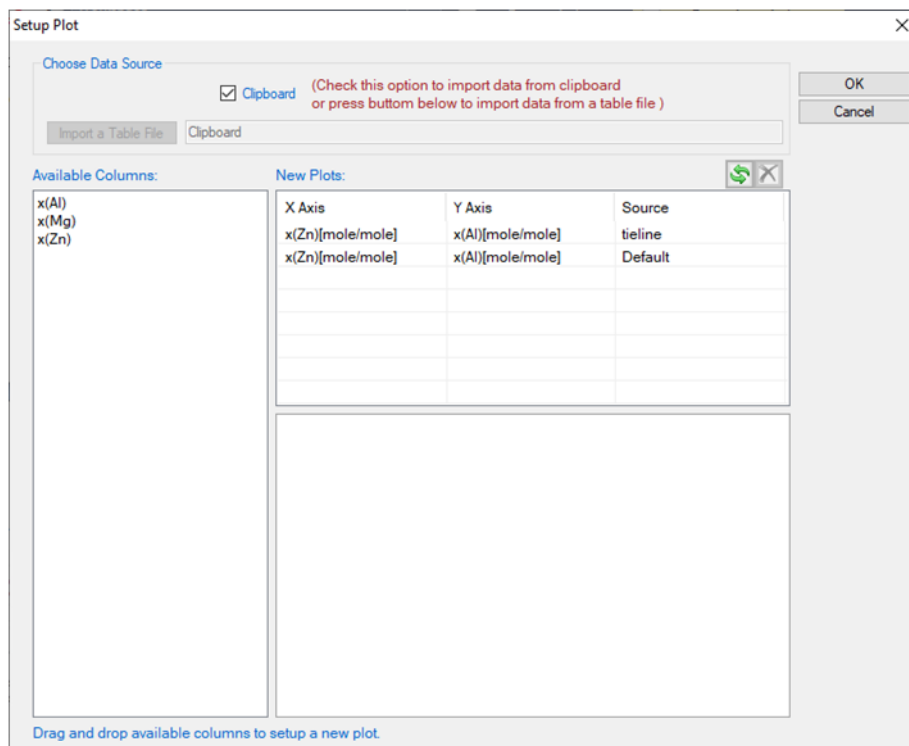 Setup Plot
Choose Data Source
Clipboard
(Check this option to import data from clipboard
or press buttom below to import data from a table file )
OK
Cancel
Import a Table File
Clipboard
Available Columns:
New Plots:
x(Al)
x(Mg)
x(Zn)
X Axis Y Axis Source
x(Zn)[mole/mole] x(Al)[mole/mole] tieline
x(Zn)[mole/mole] x(Al)[mole/mole] Default
Drag and drop available columns to setup a new plot.